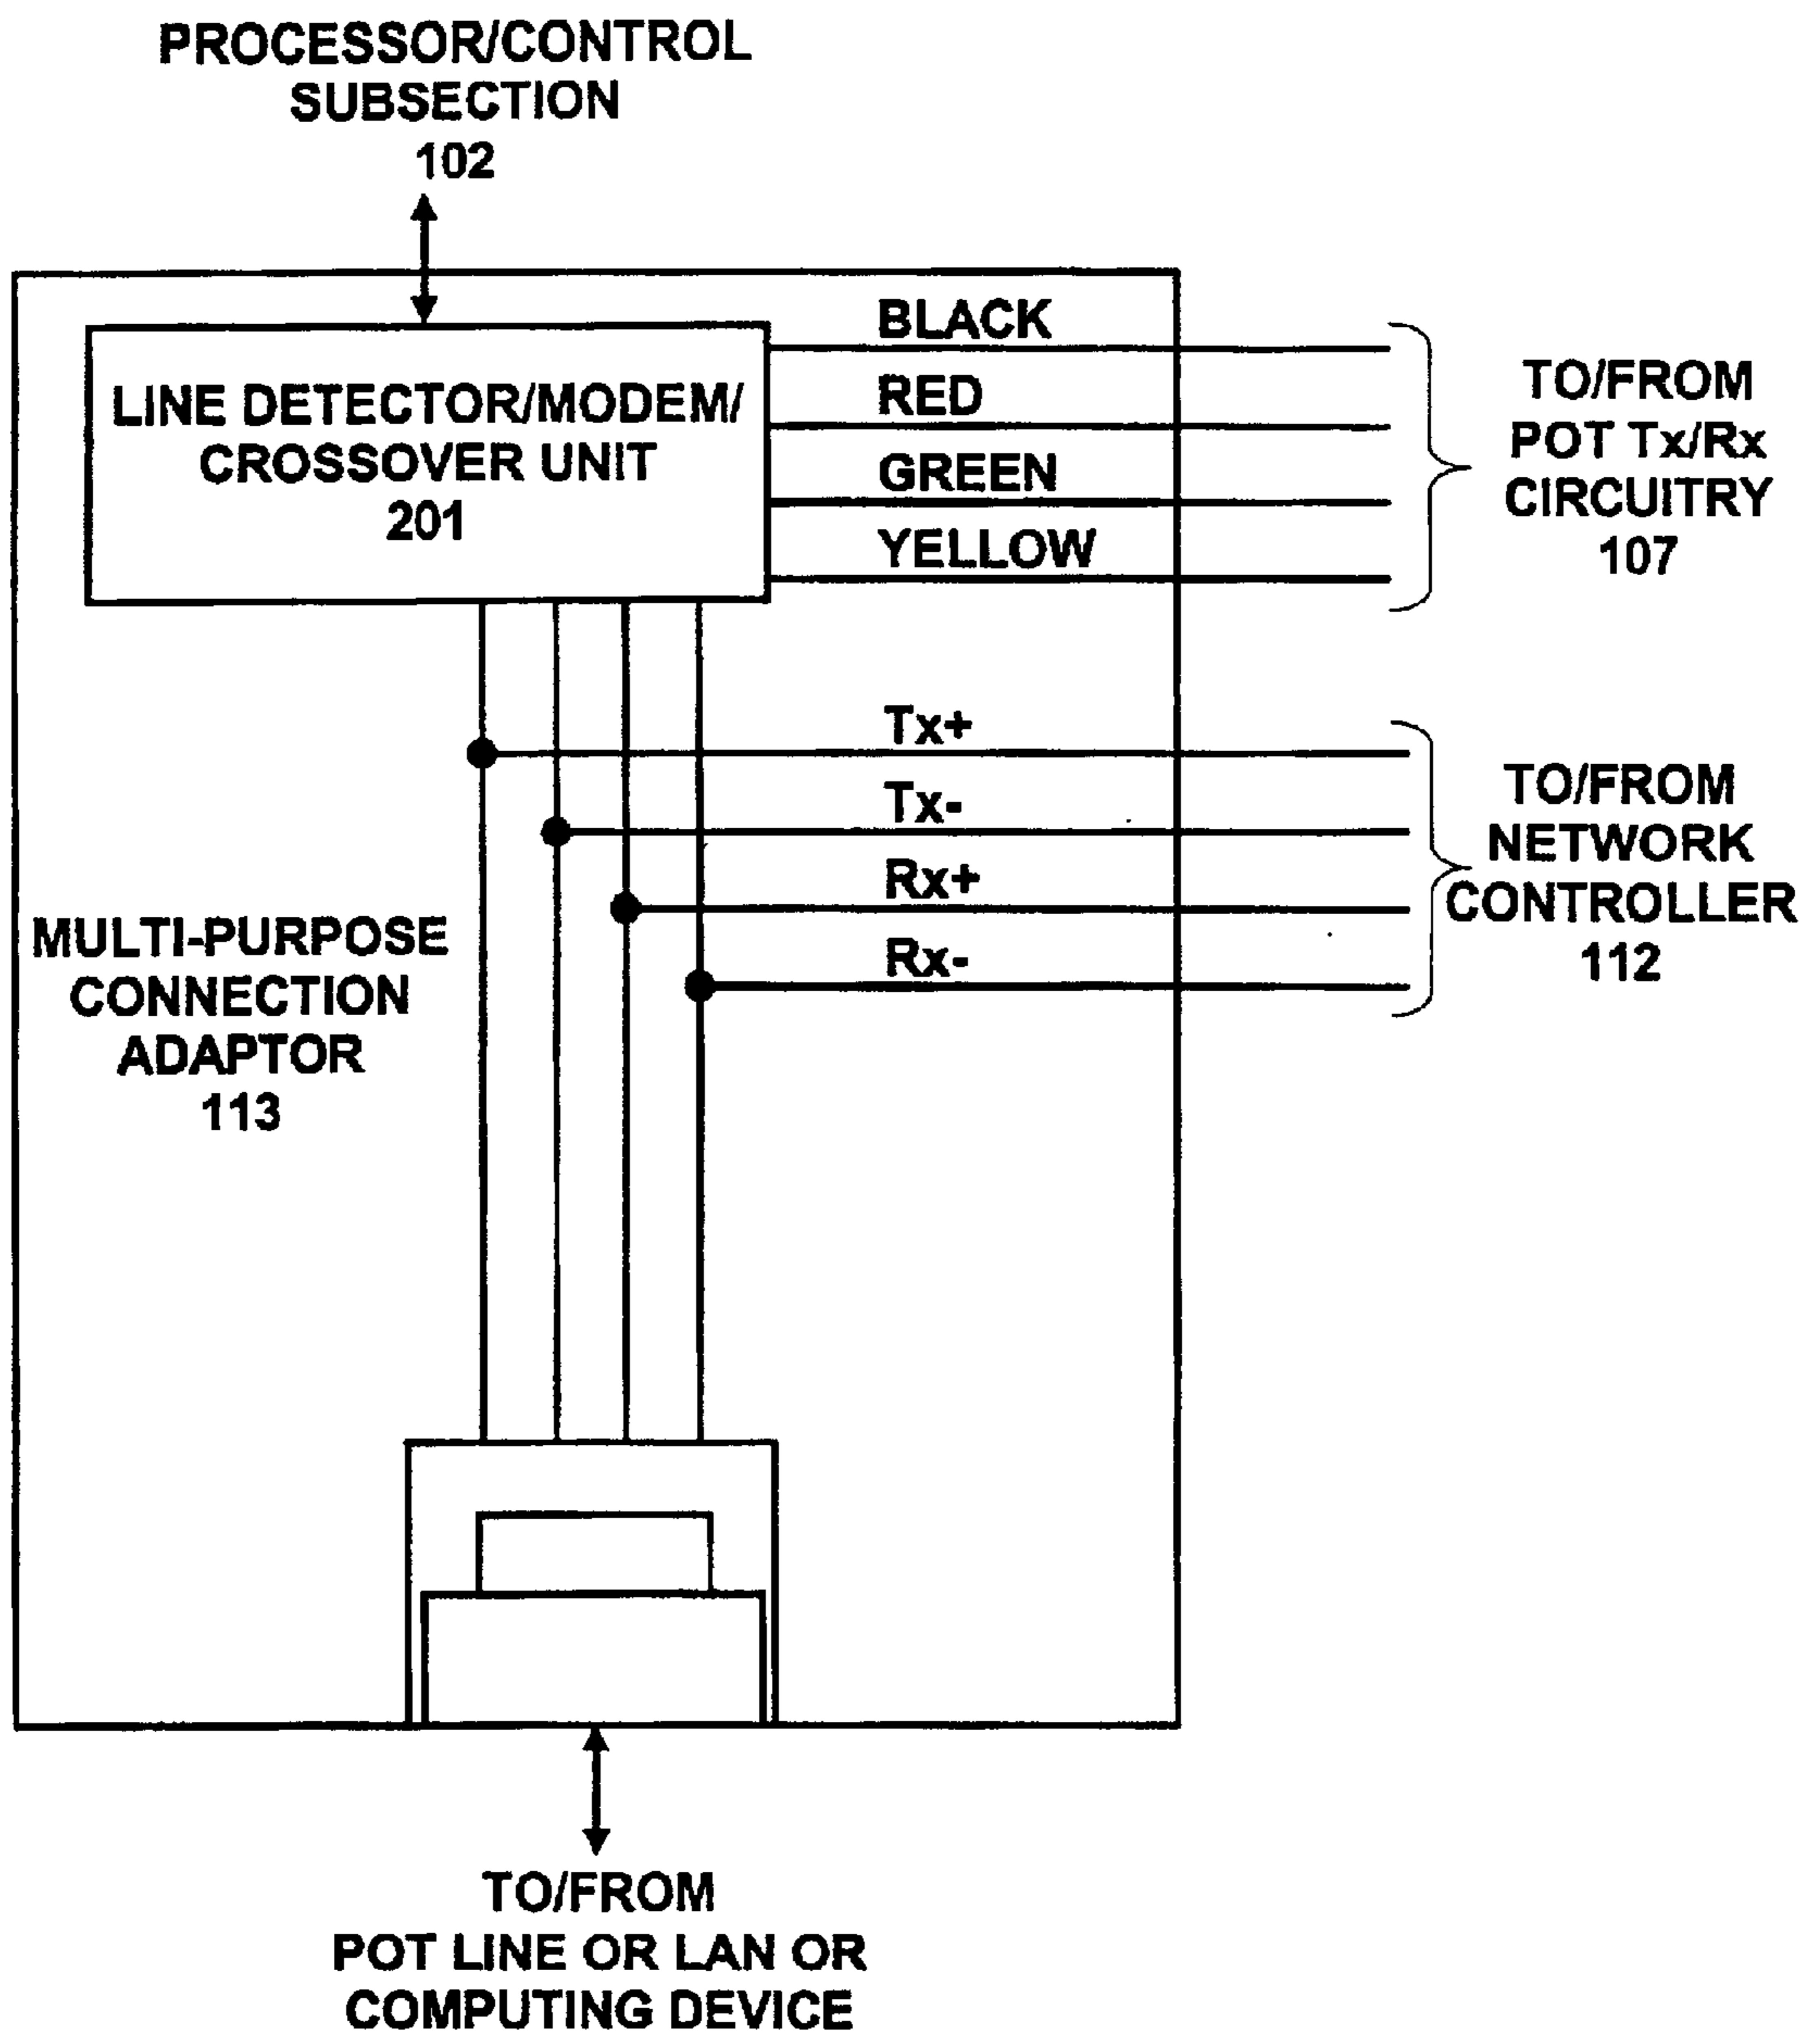 PROCESSOR/CONTROL
SUBSECTION
102
LINE DETECTOR/MODEM/
CROSSOVER UNIT
201
BLACK
RED
GREEN
YELLOW
TO/FROM
POT Tx/Rx
CIRCUITRY
107
Tx+
Tx-
Rx+
Rx-
TO/FROM
NETWORK
CONTROLLER
112
MULTI-PURPOSE
CONNECTION
ADAPTOR
113
TO/FROM
POT LINE OR LAN OR
COMPUTING DEVICE